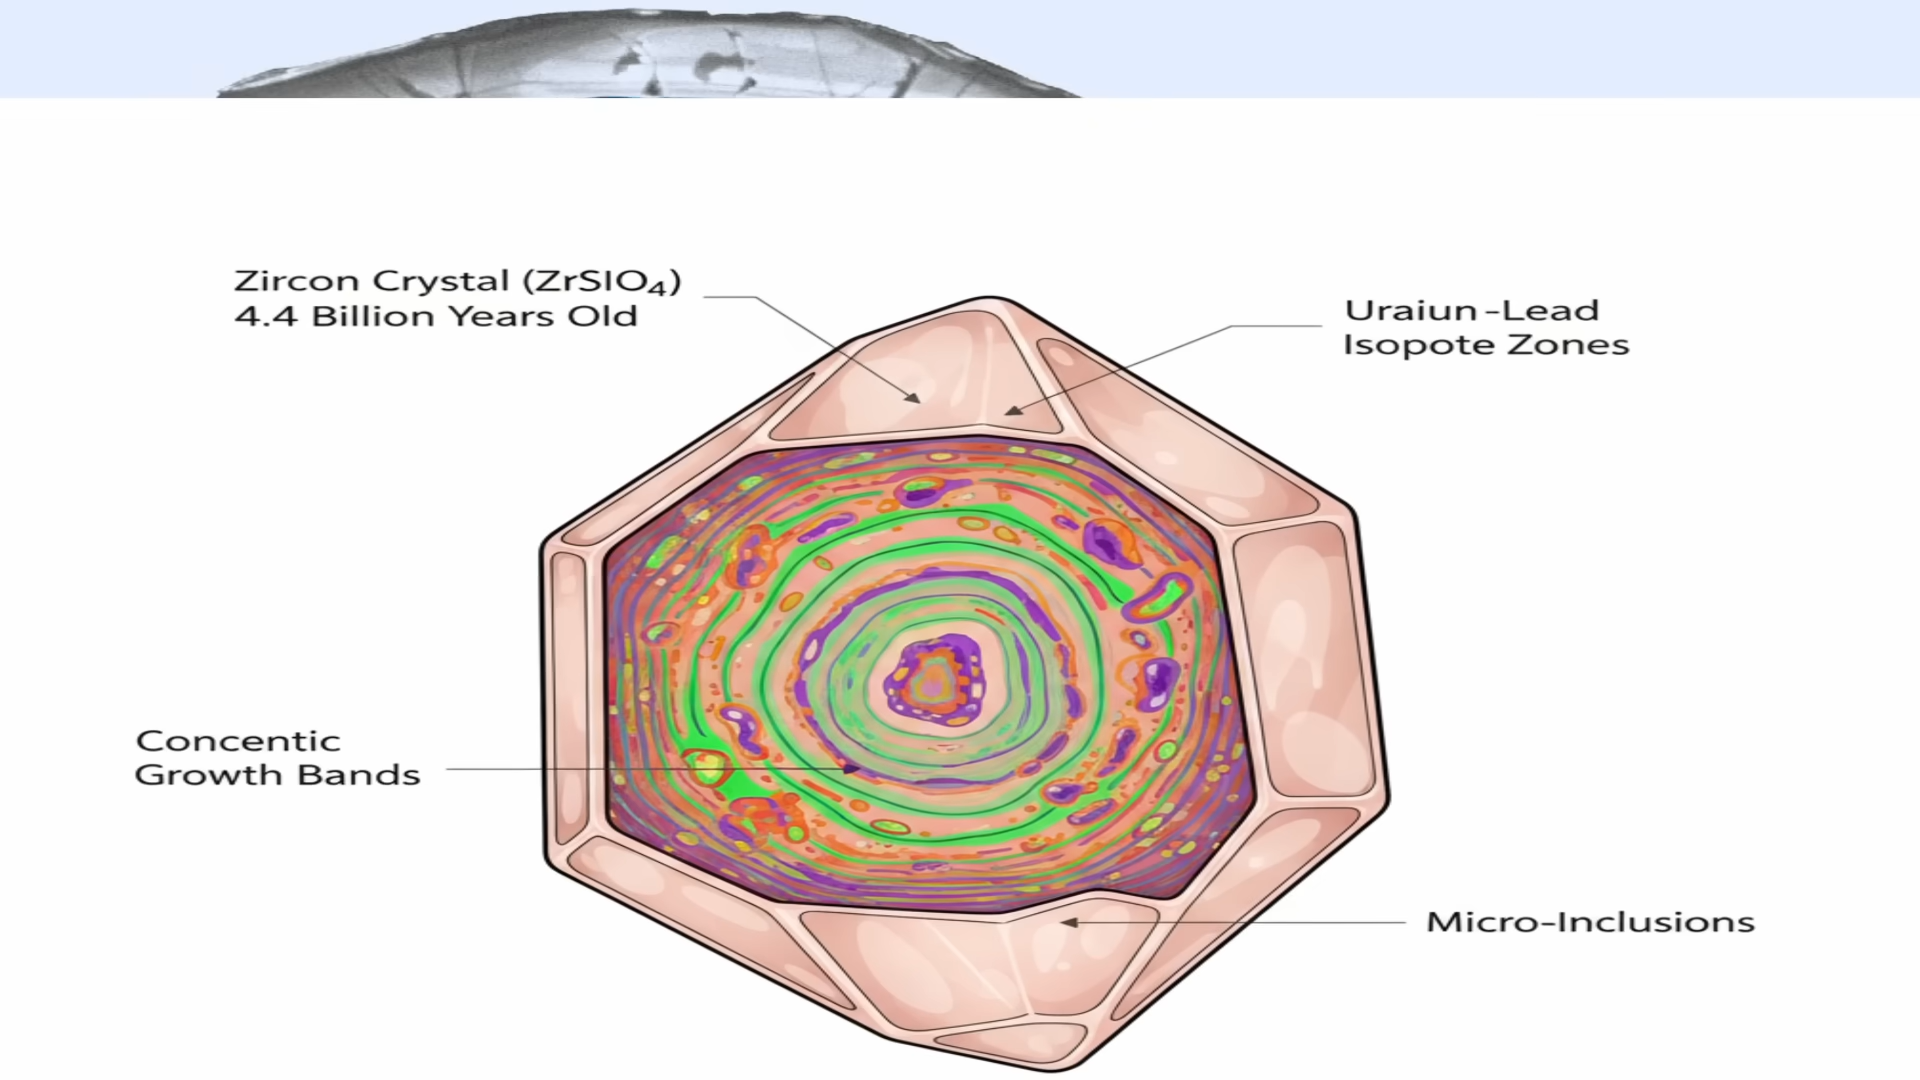 Zircon Crystal (ZrSIO₄)
4.4 Billion Years Old
Uraiun-Lead
Isopote Zones
Concentic
Growth Bands
Micro-Inclusions